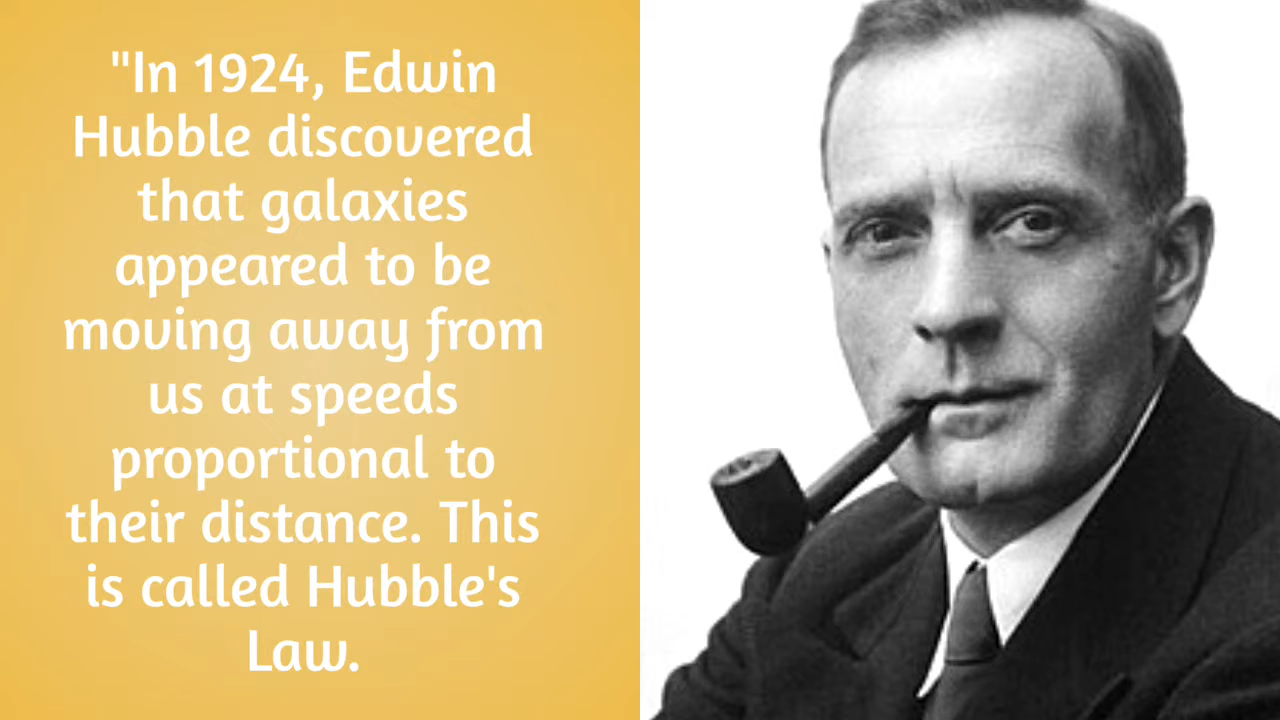 "In 1924, Edwin
Hubble discovered
that galaxies
appeared to be
moving away from
us at speeds
proportional to
their distance. This
is called Hubble's
Law.